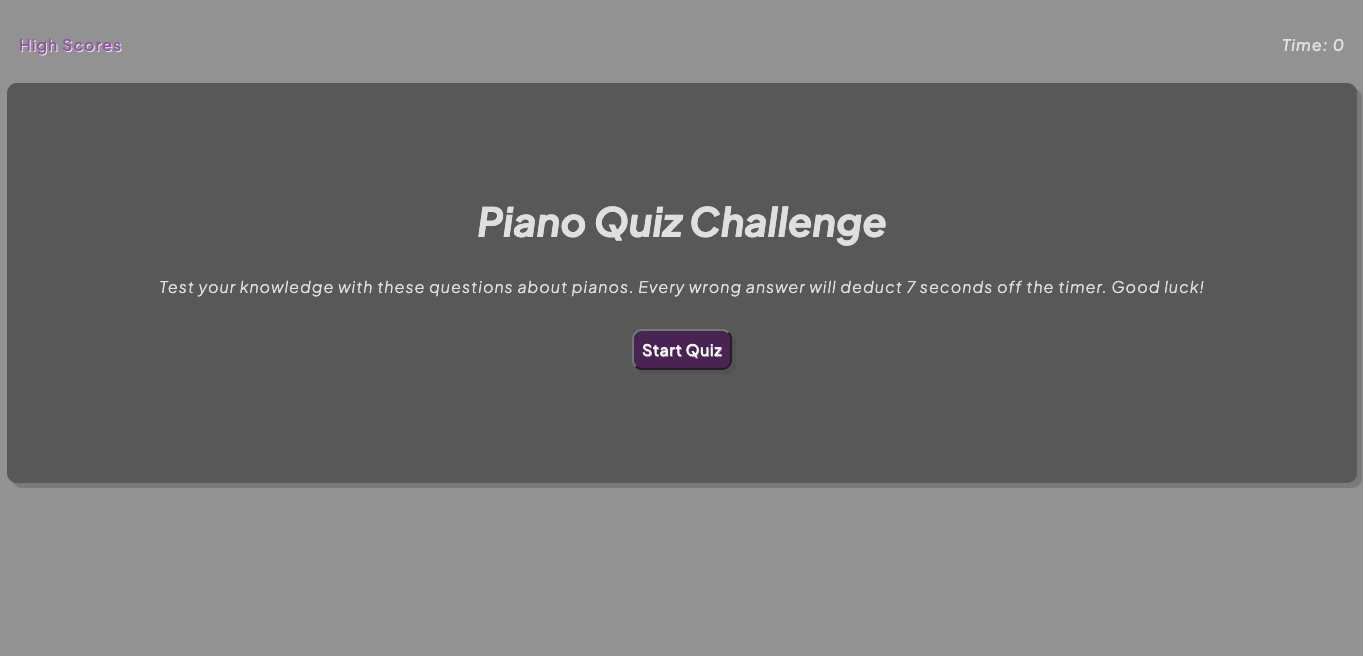 High Scores
Time: 0
Piano Quiz Challenge
Test your knowledge with these questions about pianos. Every wrong answer will deduct 7 seconds off the timer. Good luck!
Start Quiz